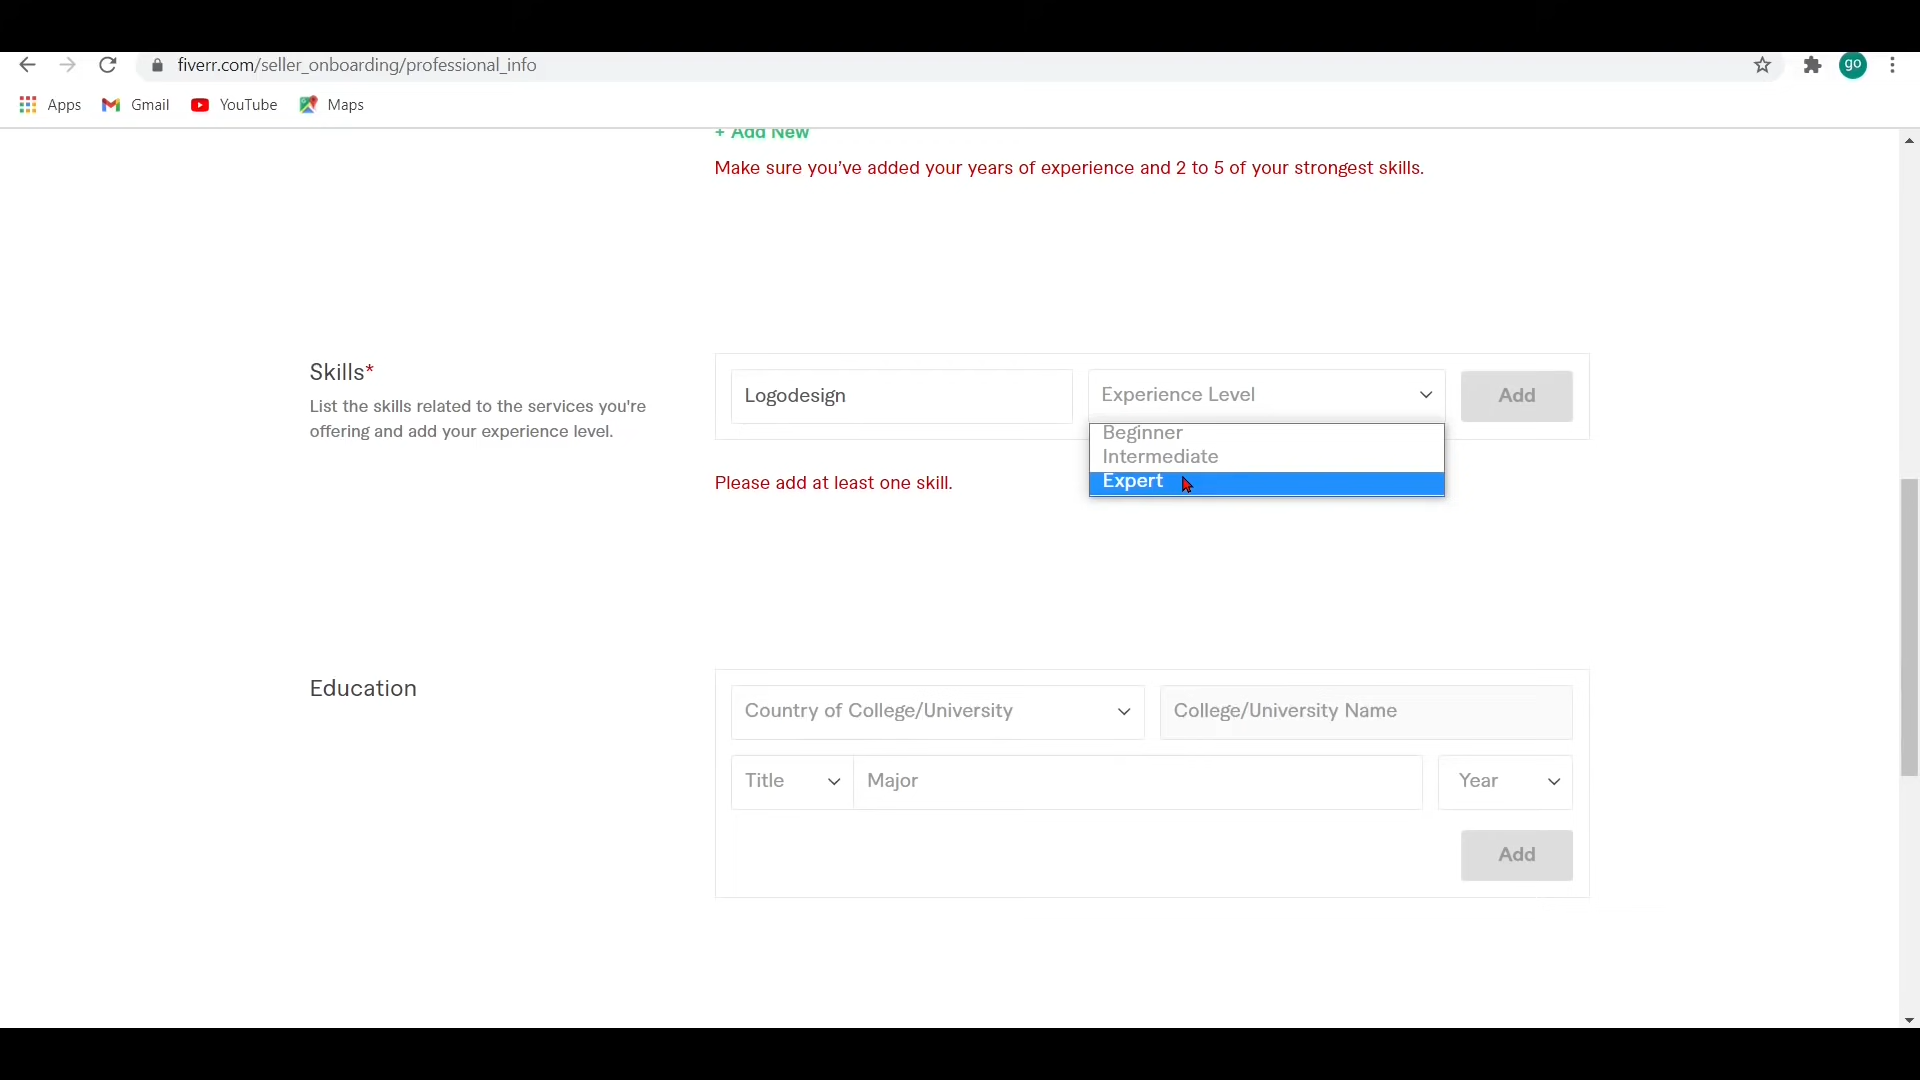 fiverr.com/seller_onboarding/professional_info
go
Apps
Gmail
YouTube
Maps
+ Add New
Make sure you’ve added your years of experience and 2 to 5 of your strongest skills.
Skills*
List the skills related to the services you're
offering and add your experience level.
Logodesign
Experience Level
Add
Beginner
Intermediate
Expert
Please add at least one skill.
Education
Country of College/University
College/University Name
Title
Major
Year
Add